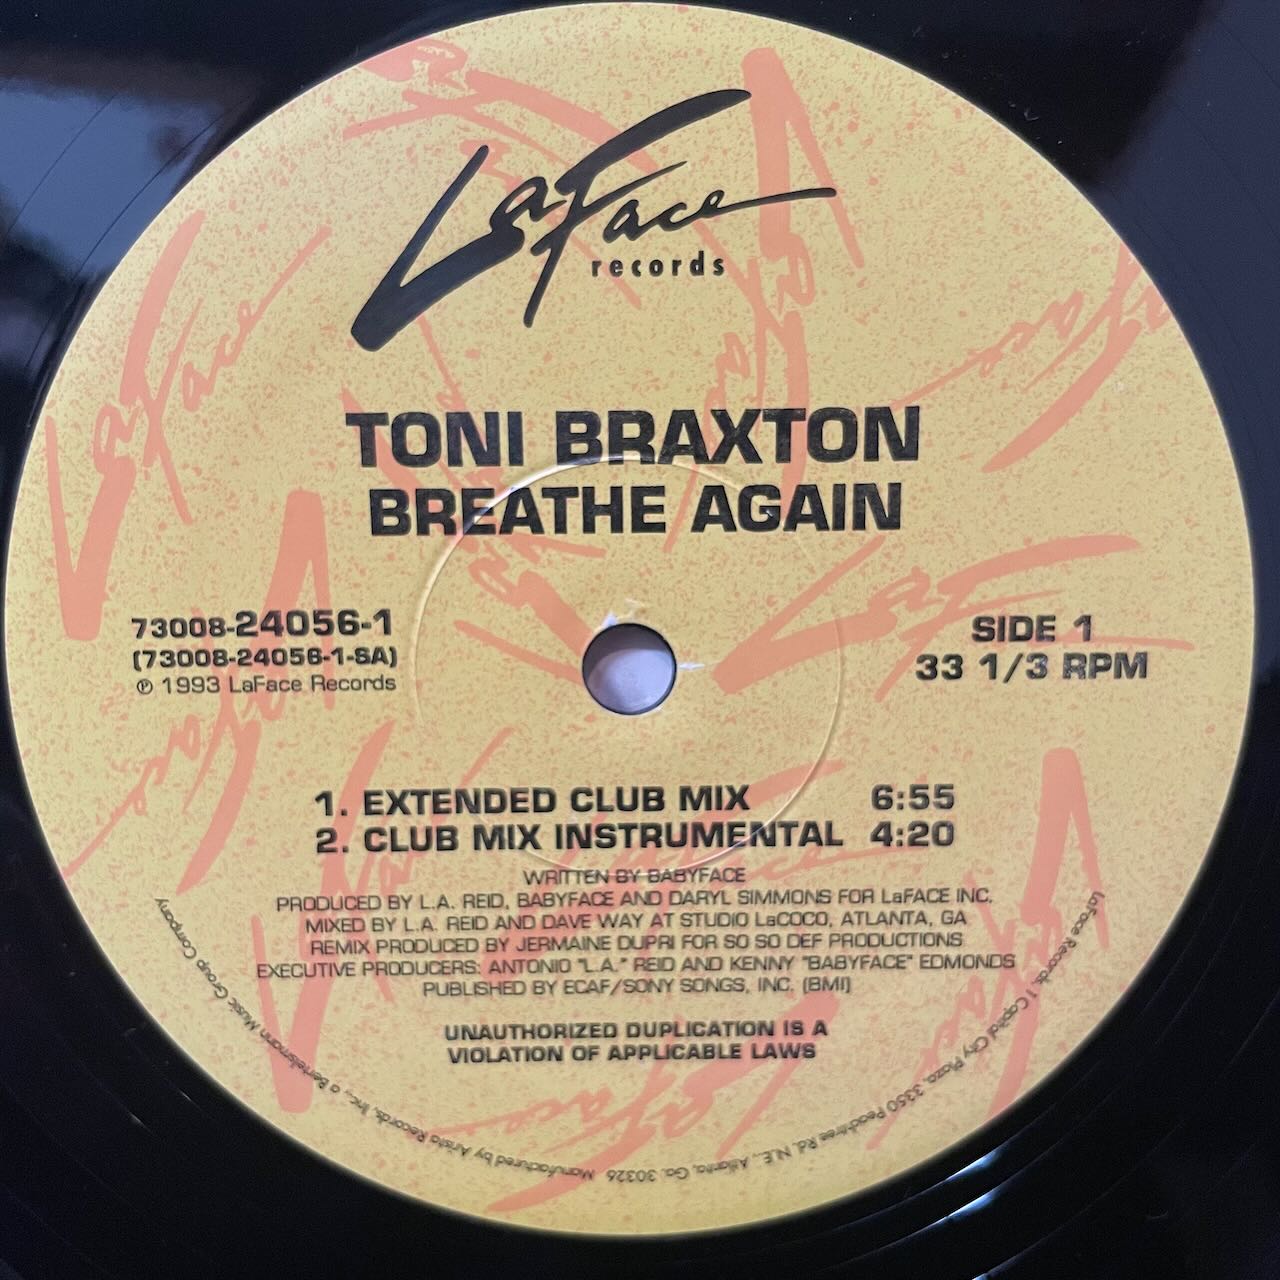 LaFace
records
TONI BRAXTON
BREATHE AGAIN
73008-24056-1
(73008-24056-1-SA)
℗ 1993 LaFace Records
SIDE 1
33 1/3 RPM
1. EXTENDED CLUB MIX 6:55
2. CLUB MIX INSTRUMENTAL 4:20
WRITTEN BY BABYFACE
PRODUCED BY L.A. REID, BABYFACE AND DARYL SIMMONS FOR LaFACE INC.
MIXED BY L.A. REID AND DAVE WAY AT STUDIO LaCOCO, ATLANTA, GA
REMIX PRODUCED BY JERMAINE DUPRI FOR SO SO DEF PRODUCTIONS
EXECUTIVE PRODUCERS: ANTONIO "L.A." REID AND KENNY "BABYFACE" EDMONDS
PUBLISHED BY ECAF/SONY SONGS, INC. (BMI)
UNAUTHORIZED DUPLICATION IS A
VIOLATION OF APPLICABLE LAWS
LaFace Records, 1 Capitol City Plaza, 3350 Peachtree Rd. N.E., Atlanta, Ga. 30326 Manufactured by Arista Records, Inc., a Bertelsmann Music Group Company